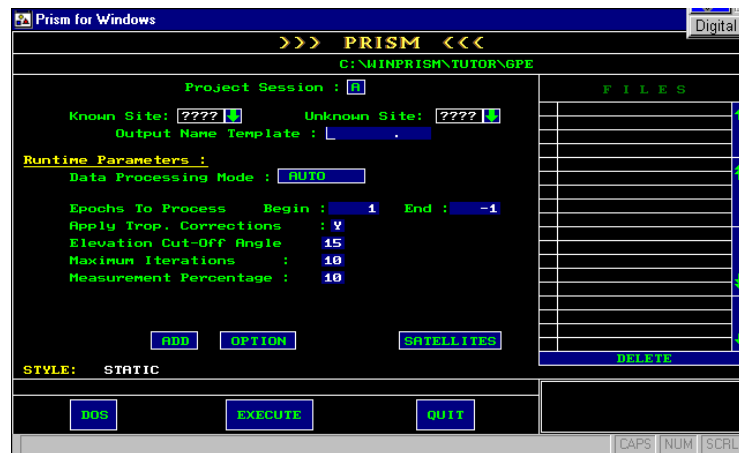 Prism for Windows
Digital
>>> PRISM <<<
C:\WINPRISM\TUTOR\GPE
Project Session : A
F I L E S
Known Site: ???? Unknown Site: ????
Output Name Template : .
Runtime Parameters :
Data Processing Mode : AUTO
Epochs To Process Begin : 1 End : -1
Apply Trop. Corrections : Y
Elevation Cut-Off Angle 15
Maximum Iterations : 10
Measurement Percentage : 10
ADD OPTION SATELLITES
DELETE
STYLE: STATIC
DOS EXECUTE QUIT
CAPS NUM SCRL